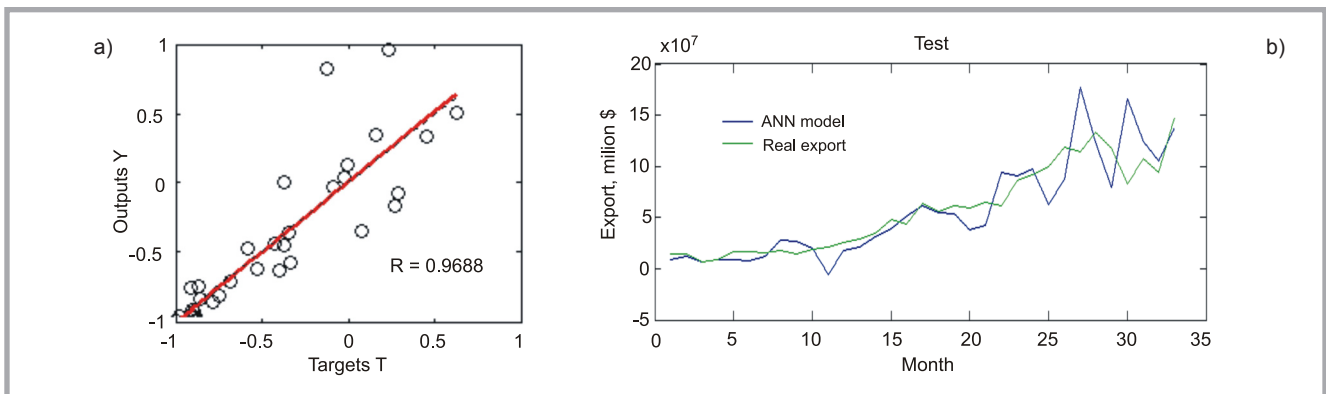 a)
1
0.5
0
-0.5
-1
Outputs Y
R = 0.9688
-1
-0.5
0
0.5
1
Targets T
x10⁷
Test
b)
20
15
10
5
0
-5
Export, milion $
ANN model
Real export
0
5
10
15
20
25
30
35
Month